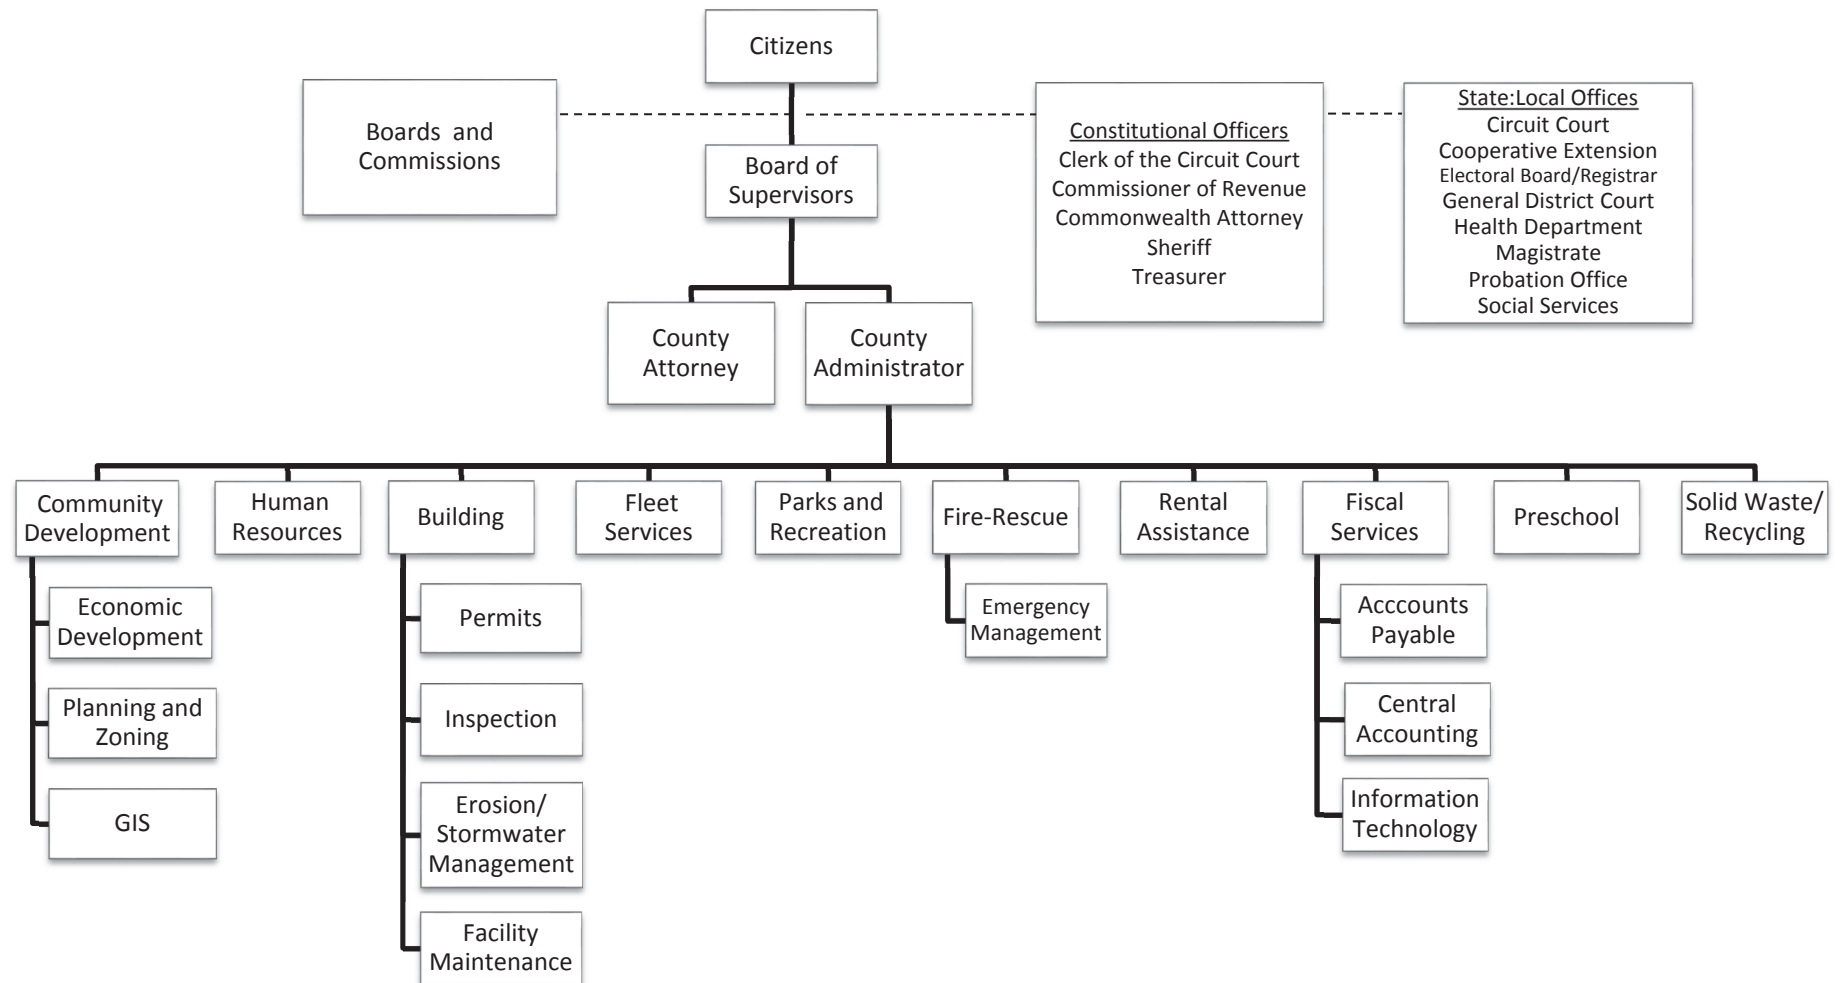 Citizens
Boards and
Commissions
Board of
Supervisors
Constitutional Officers
Clerk of the Circuit Court
Commissioner of Revenue
Commonwealth Attorney
Sheriff
Treasurer
State:Local Offices
Circuit Court
Cooperative Extension
Electoral Board/Registrar
General District Court
Health Department
Magistrate
Probation Office
Social Services
County
Attorney
County
Administrator
Community
Development
Human
Resources
Building
Fleet
Services
Parks and
Recreation
Fire-Rescue
Rental
Assistance
Fiscal
Services
Preschool
Solid Waste/
Recycling
Economic
Development
Planning and
Zoning
GIS
Permits
Inspection
Erosion/
Stormwater
Management
Facility
Maintenance
Emergency
Management
Acccounts
Payable
Central
Accounting
Information
Technology